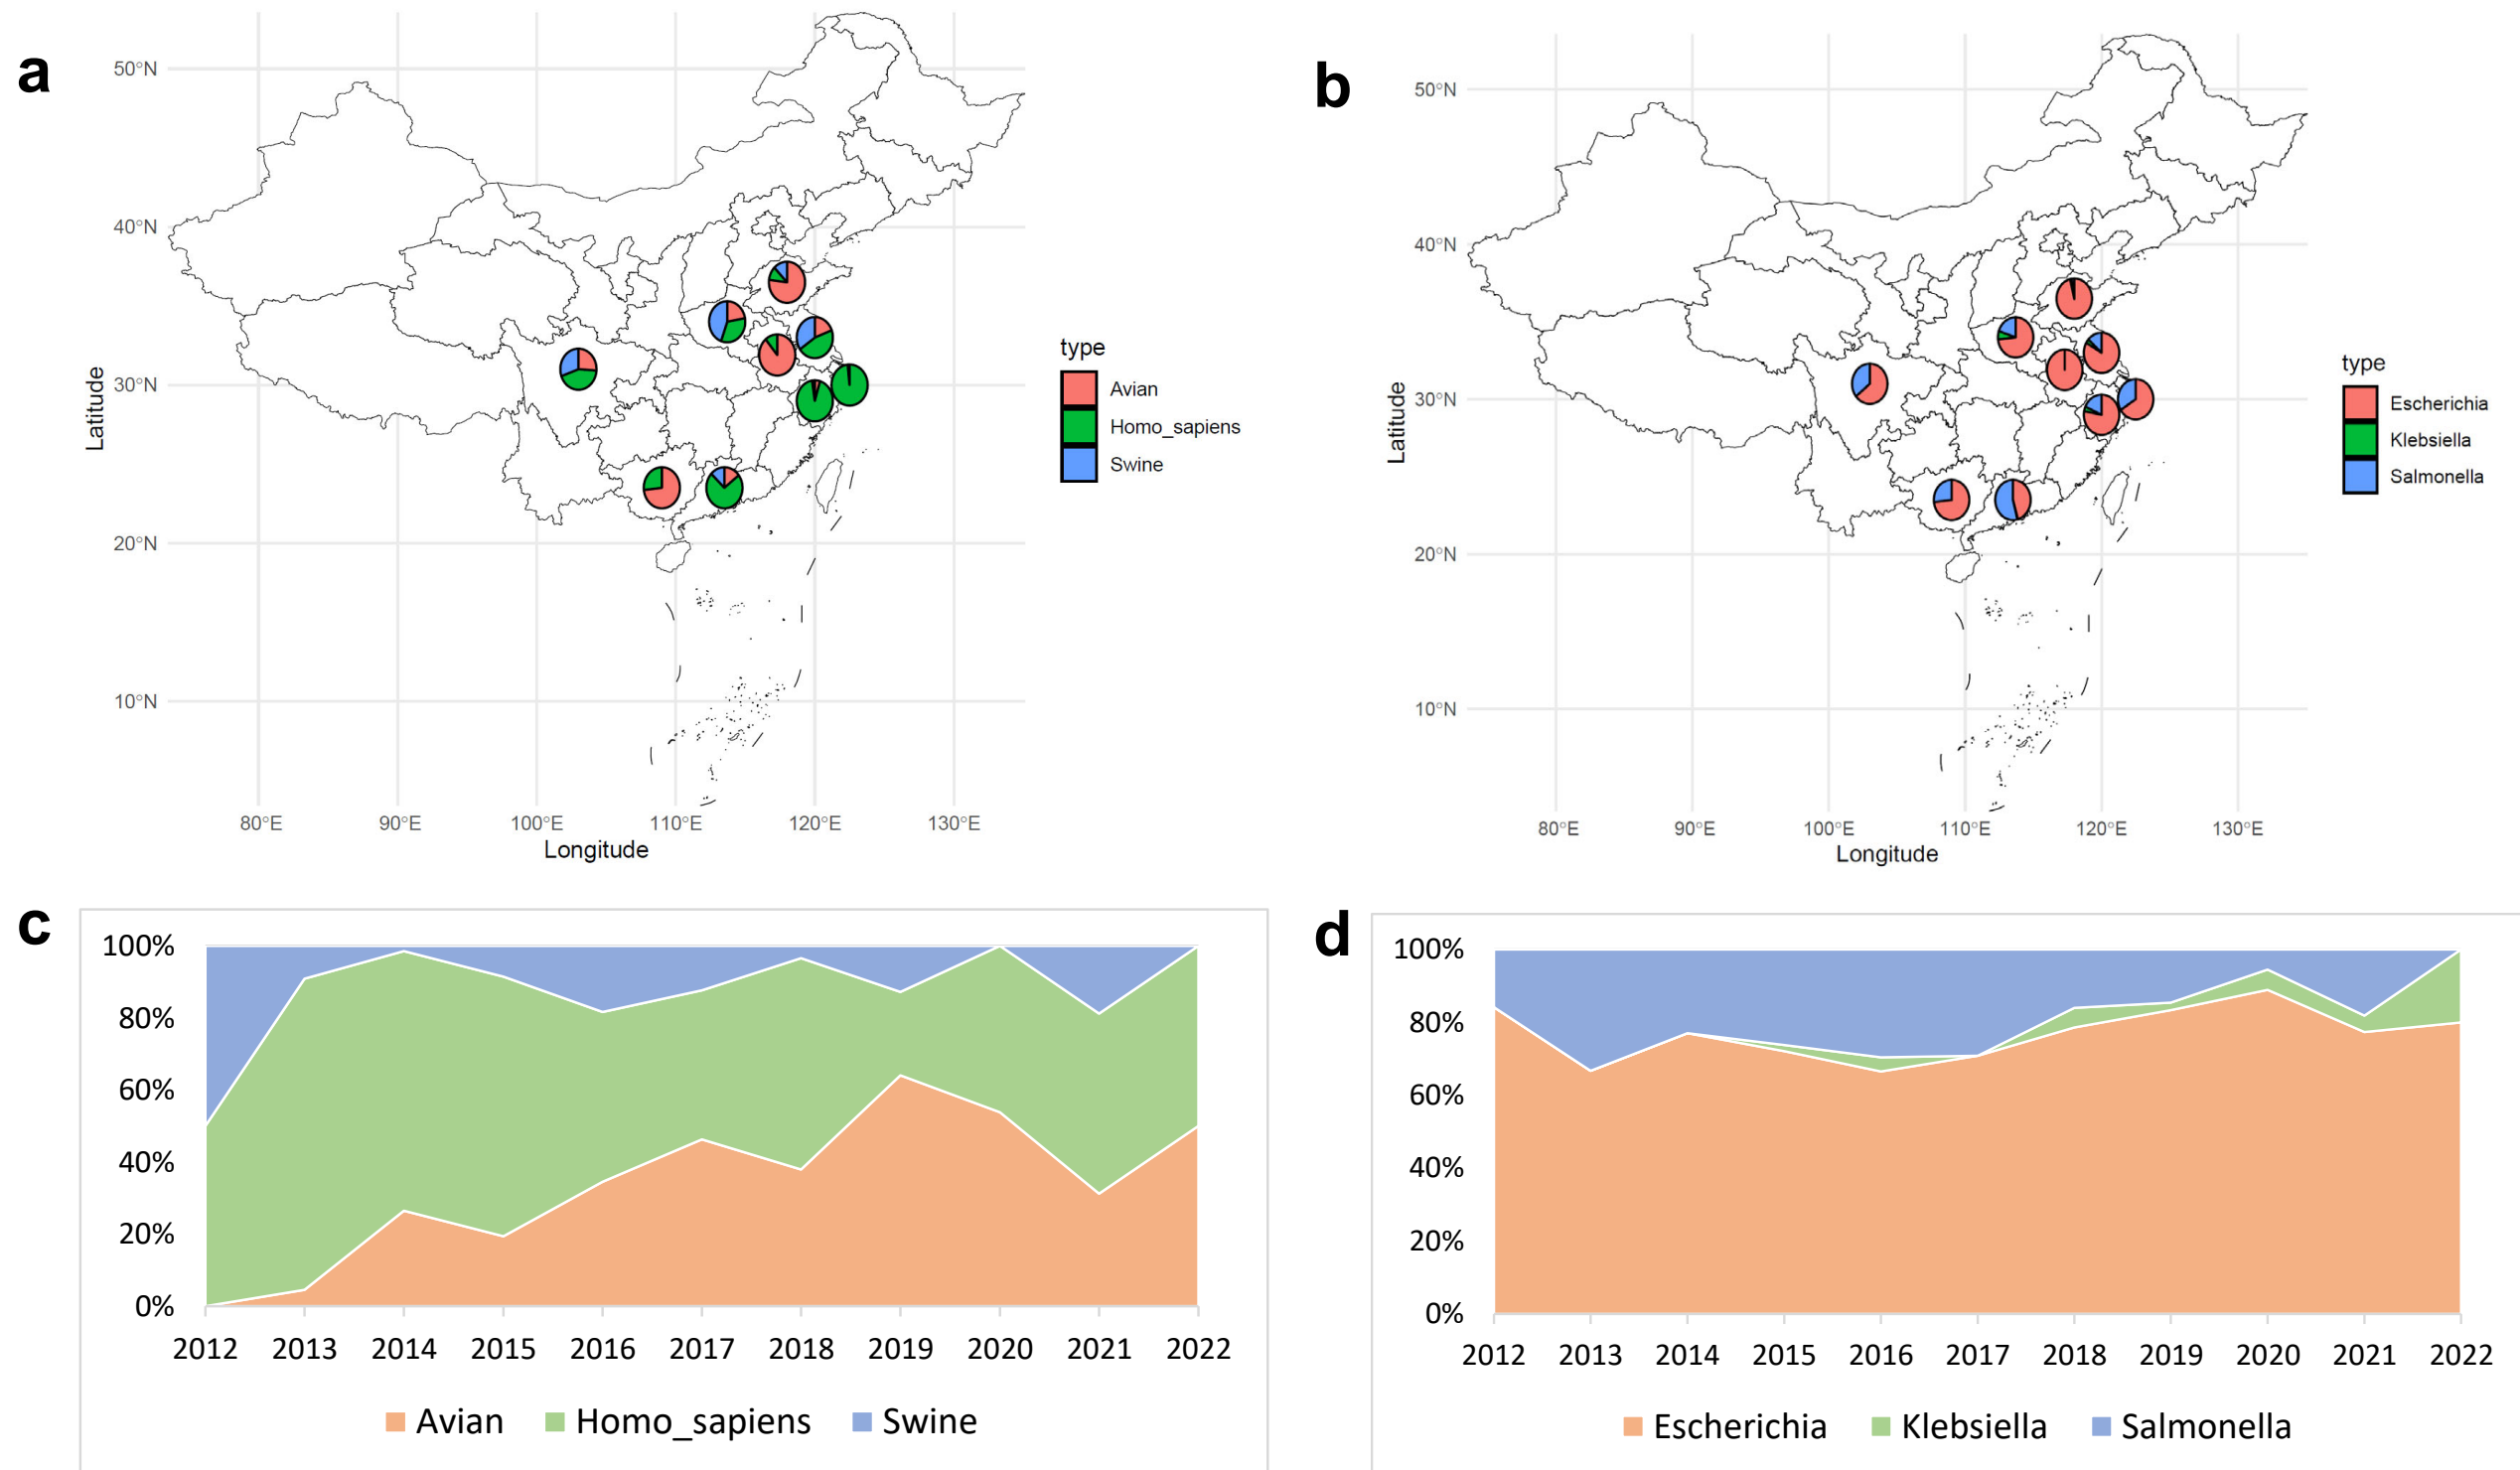 a
50°N
40°N
30°N
20°N
10°N
Latitude
80°E 90°E 100°E 110°E 120°E 130°E
Longitude
type
Avian
Homo_sapiens
Swine
b
50°N
40°N
30°N
20°N
10°N
Latitude
80°E 90°E 100°E 110°E 120°E 130°E
Longitude
type
Escherichia
Klebsiella
Salmonella
c
100%
80%
60%
40%
20%
0%
2012 2013 2014 2015 2016 2017 2018 2019 2020 2021 2022
Avian Homo_sapiens Swine
d
100%
80%
60%
40%
20%
0%
2012 2013 2014 2015 2016 2017 2018 2019 2020 2021 2022
Escherichia Klebsiella Salmonella